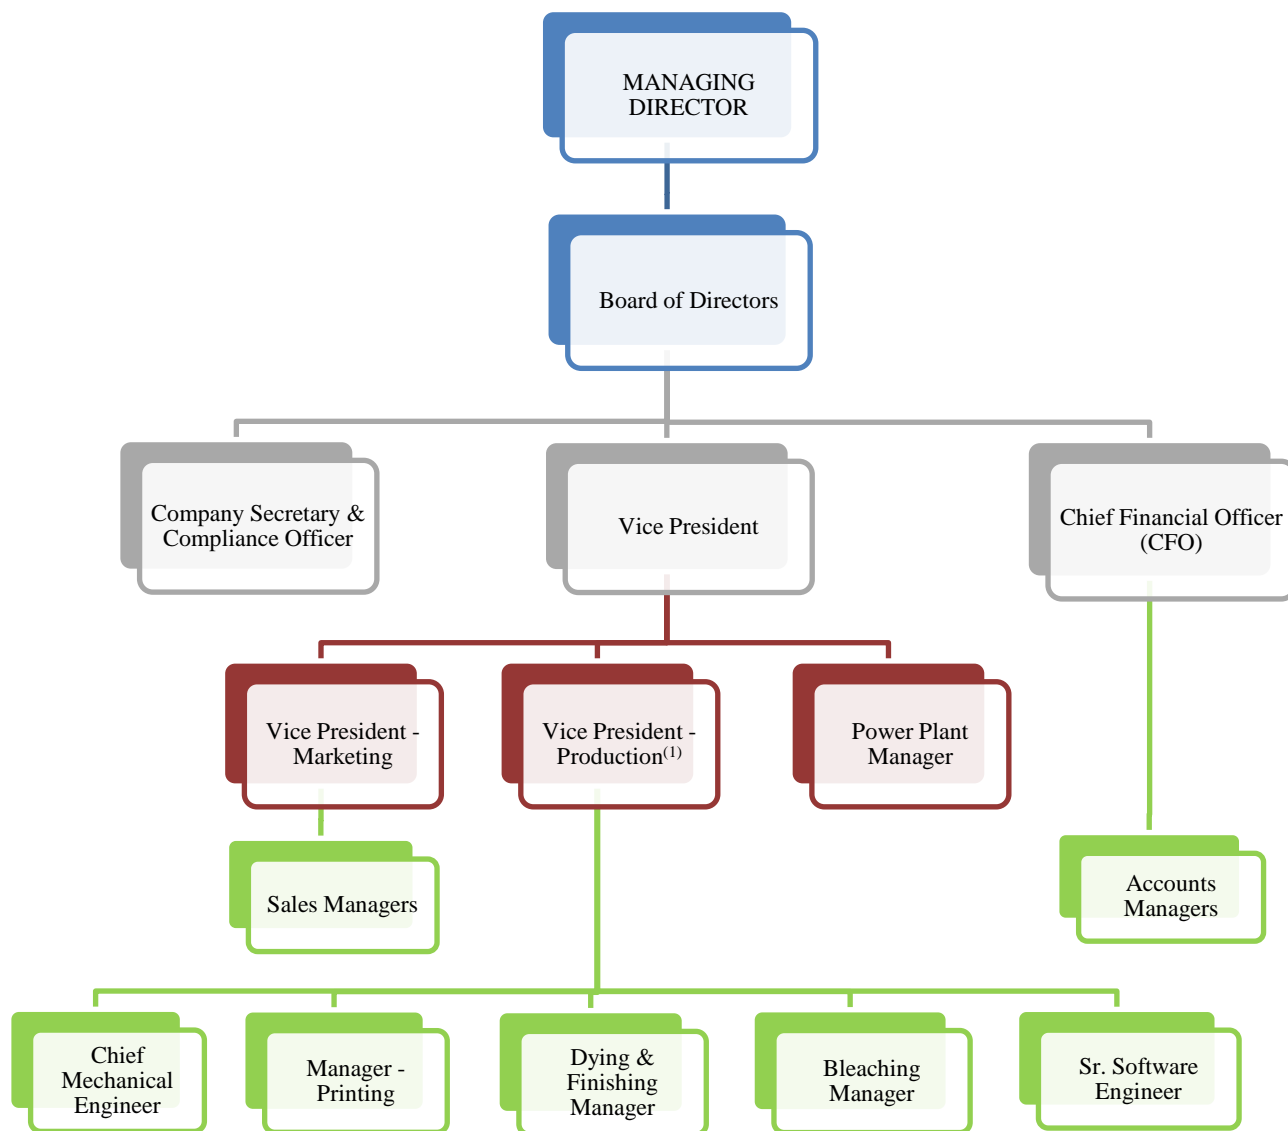 MANAGING
DIRECTOR
Board of Directors
Company Secretary &
Compliance Officer
Vice President
Chief Financial Officer
(CFO)
Vice President -
Marketing
Vice President -
Production(1)
Power Plant
Manager
Sales Managers
Accounts
Managers
Chief
Mechanical
Engineer
Manager -
Printing
Dying &
Finishing
Manager
Bleaching
Manager
Sr. Software
Engineer